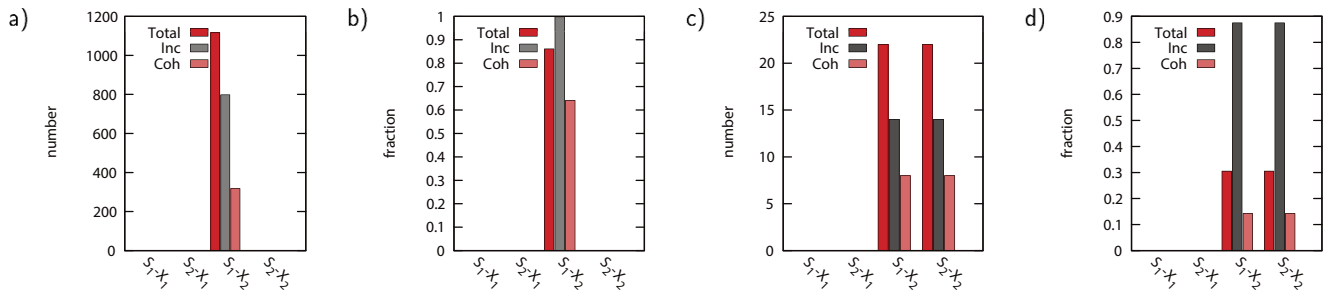 a)
number
1200
1000
800
600
400
200
0
Total
Inc
Coh
S₁-X₁
S₂-X₁
S₁-X₂
S₂-X₂
b)
fraction
1
0.9
0.8
0.7
0.6
0.5
0.4
0.3
0.2
0.1
0
Total
Inc
Coh
S₁-X₁
S₂-X₁
S₁-X₂
S₂-X₂
c)
number
25
20
15
10
5
0
Total
Inc
Coh
S₁-X₁
S₂-X₁
S₁-X₂
S₂-X₂
d)
fraction
0.9
0.8
0.7
0.6
0.5
0.4
0.3
0.2
0.1
0
Total
Inc
Coh
S₁-X₁
S₂-X₁
S₁-X₂
S₂-X₂